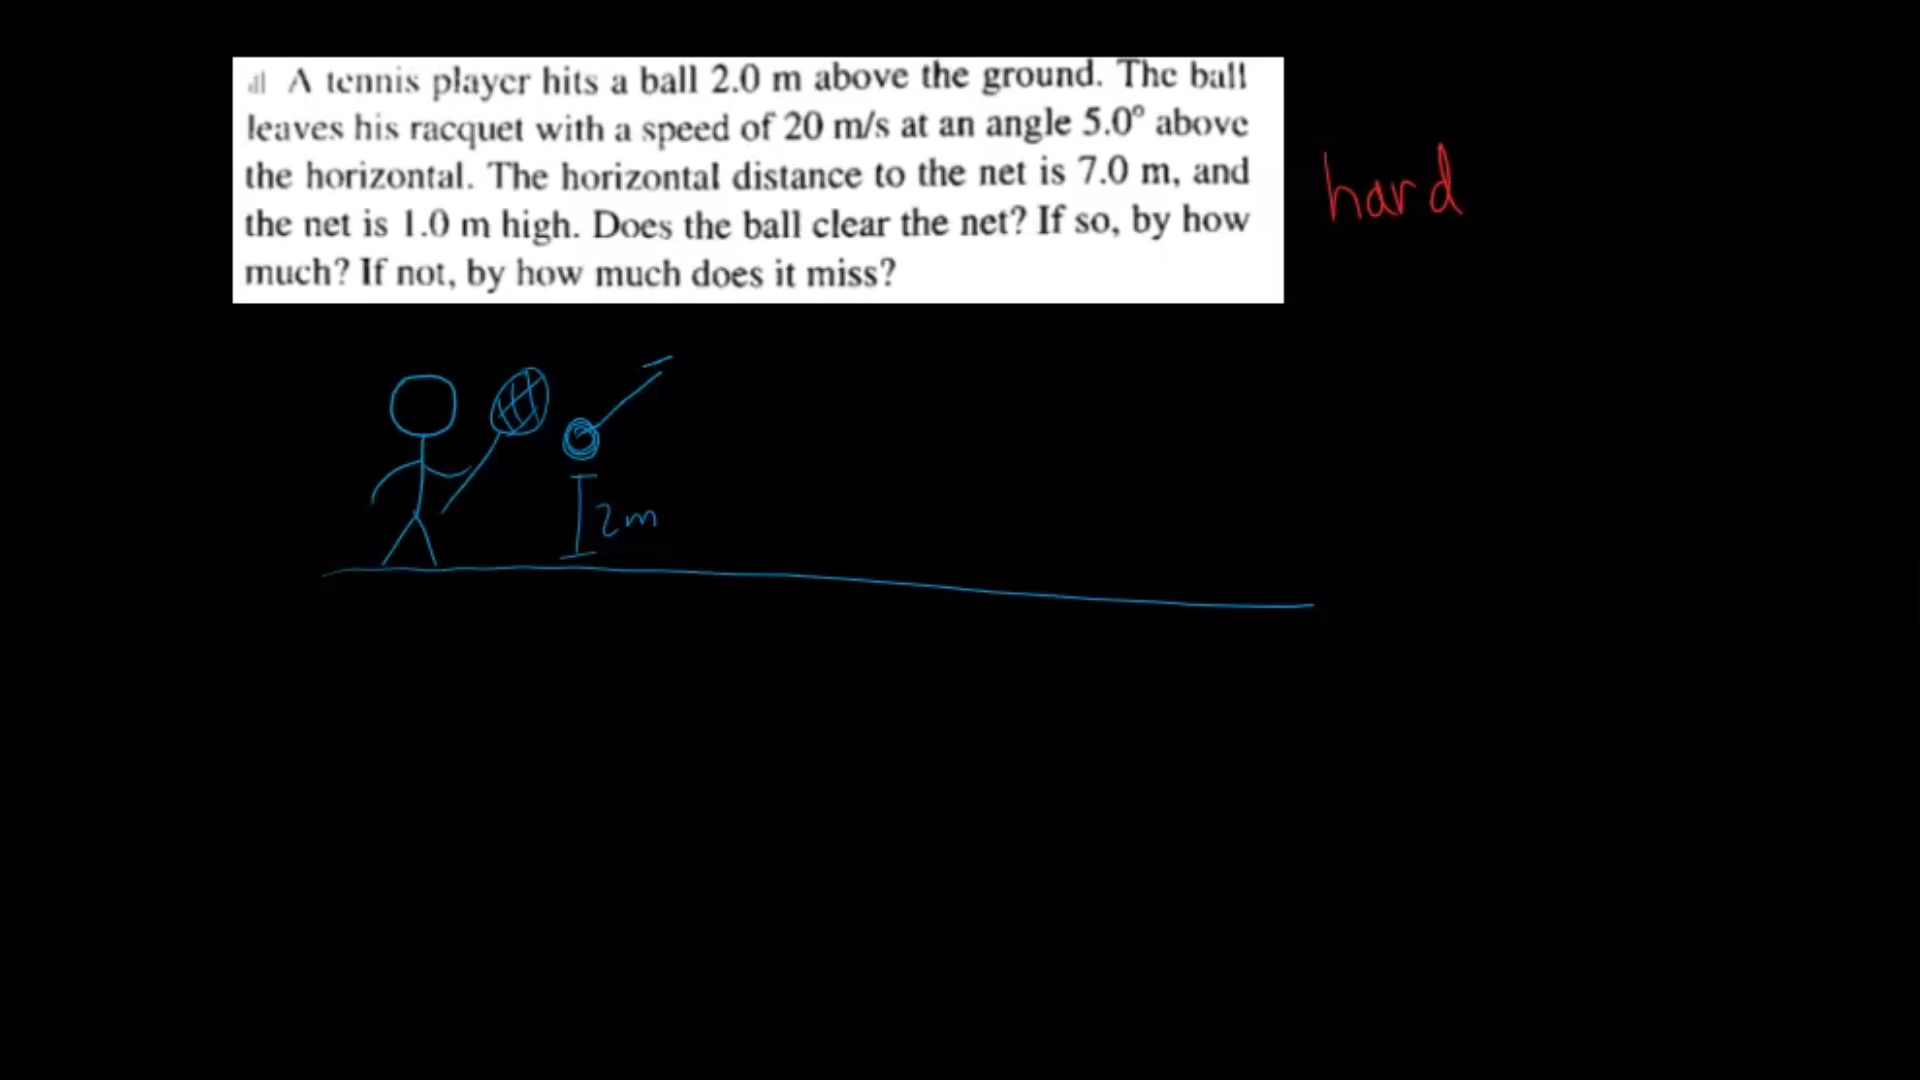 A tennis player hits a ball 2.0 m above the ground. The ball
leaves his racquet with a speed of 20 m/s at an angle 5.0° above
the horizontal. The horizontal distance to the net is 7.0 m, and
the net is 1.0 m high. Does the ball clear the net? If so, by how
much? If not, by how much does it miss?
hard
2m